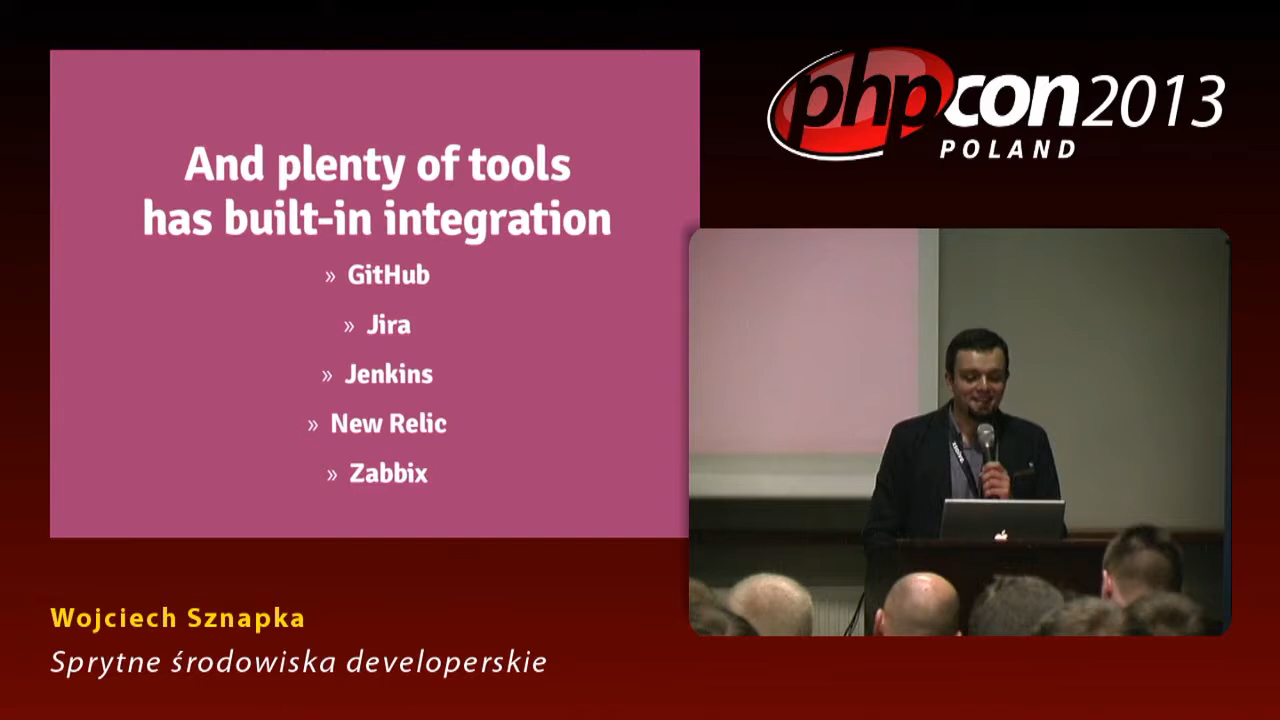 And plenty of tools
has built-in integration
» GitHub
» Jira
» Jenkins
» New Relic
» Zabbix
phpcon2013
POLAND
Wojciech Sznapka
Sprytne środowiska developerskie